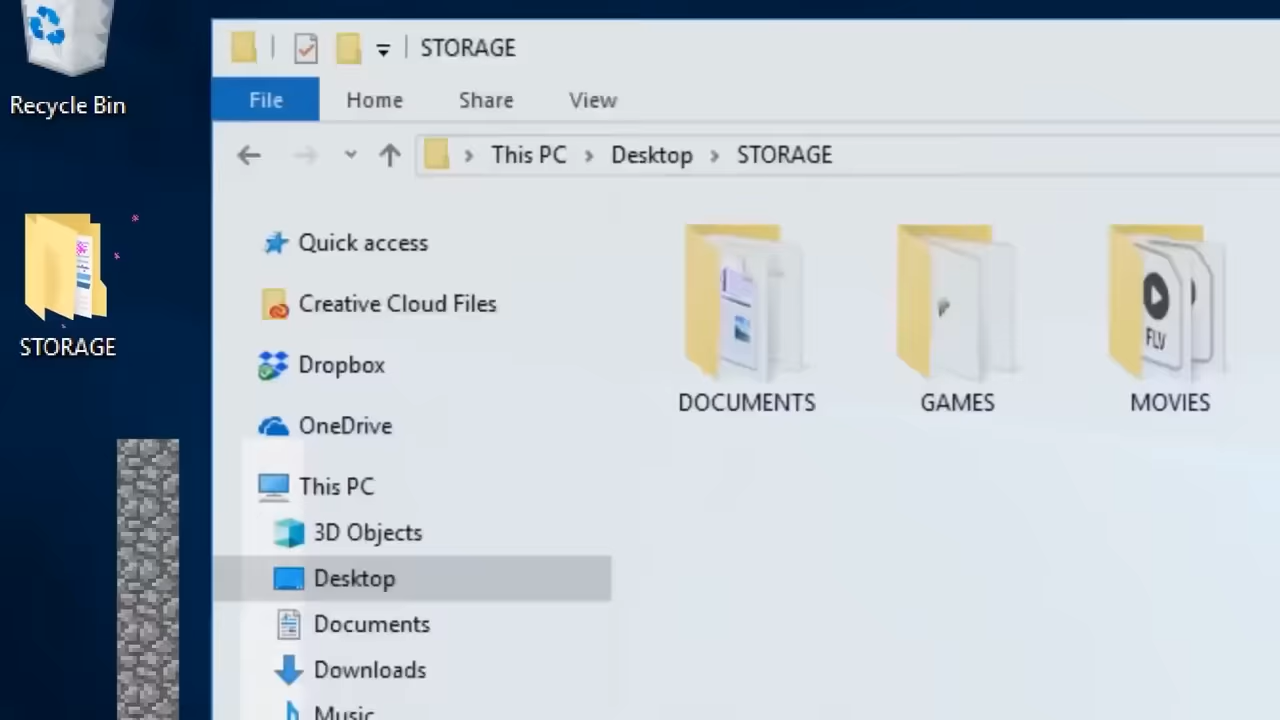 Recycle Bin
STORAGE
STORAGE
File Home Share View
This PC Desktop STORAGE
Quick access
Creative Cloud Files
Dropbox
OneDrive
This PC
3D Objects
Desktop
Documents
Downloads
Music
DOCUMENTS
GAMES
FLV
MOVIES